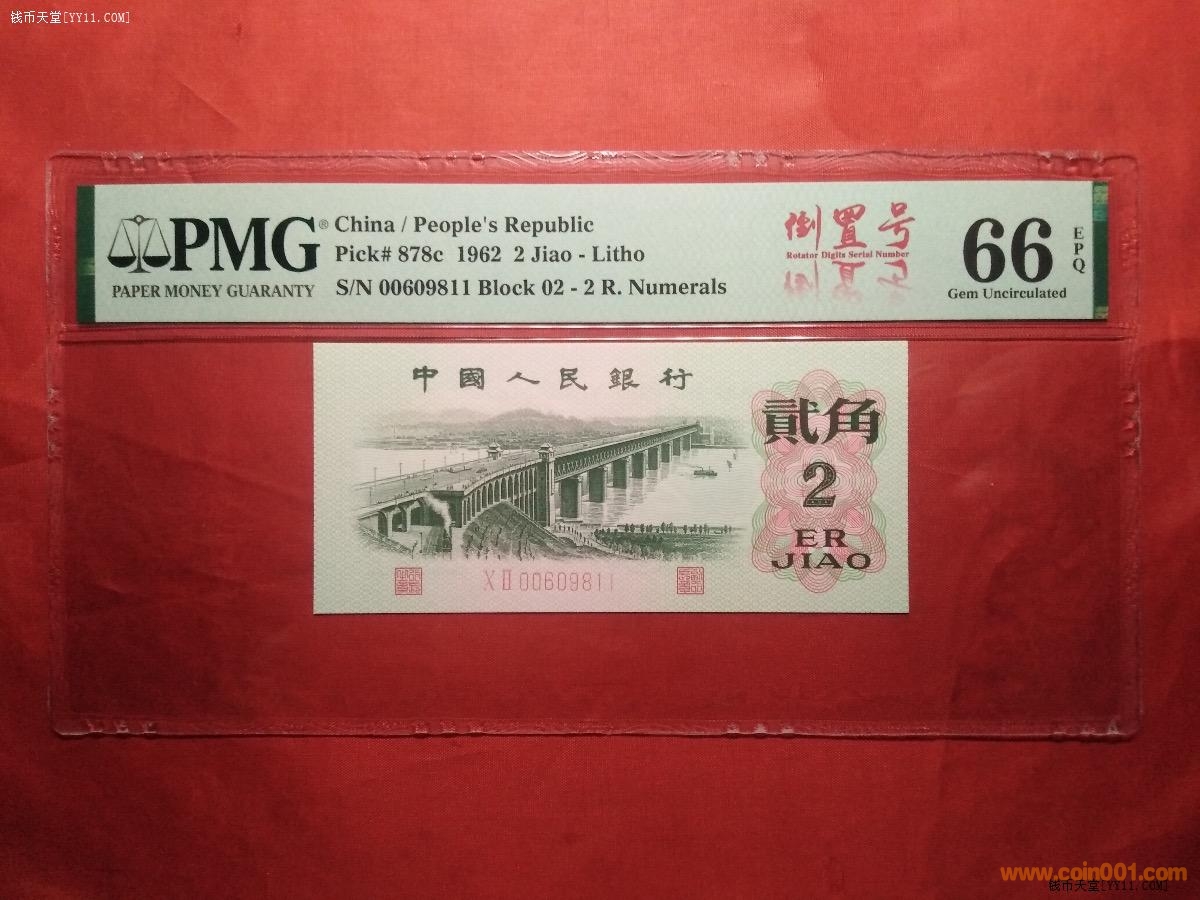 钱币天堂[YY11.COM]
PMG®
PAPER MONEY GUARANTY
China / People's Republic
Pick# 878c 1962 2 Jiao - Litho
S/N 00609811 Block 02 - 2 R. Numerals
倒置号
Rotator Digits Serial Number
66
EPQ
Gem Uncirculated
中國人民銀行
貳角
2
ER
JIAO
X II 00609811
www.coin001.com
钱币天堂[YY11.COM]